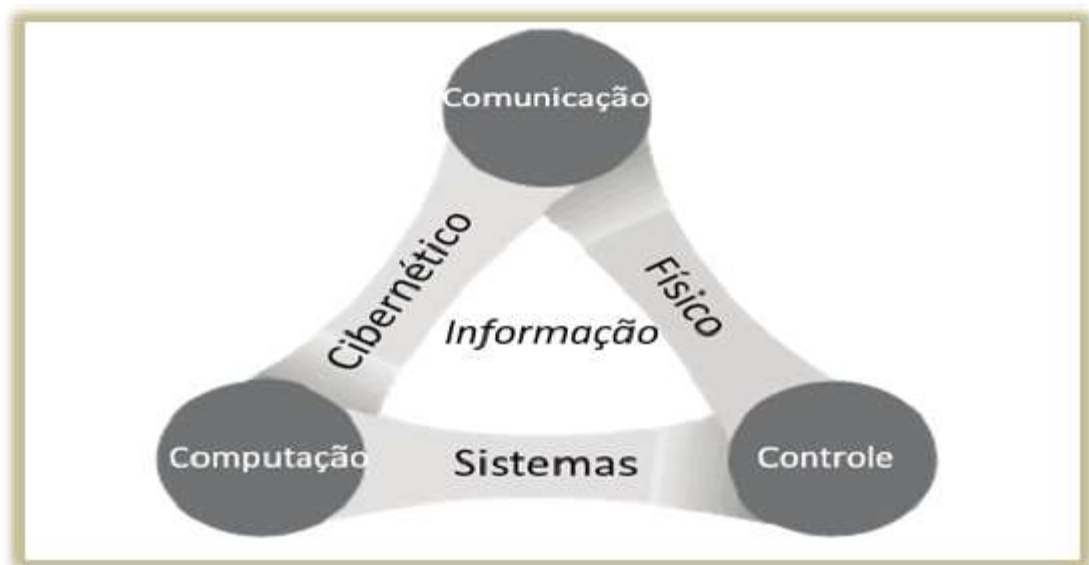 Comunicação
Cibernético
Físico
Informação
Computação
Sistemas
Controle